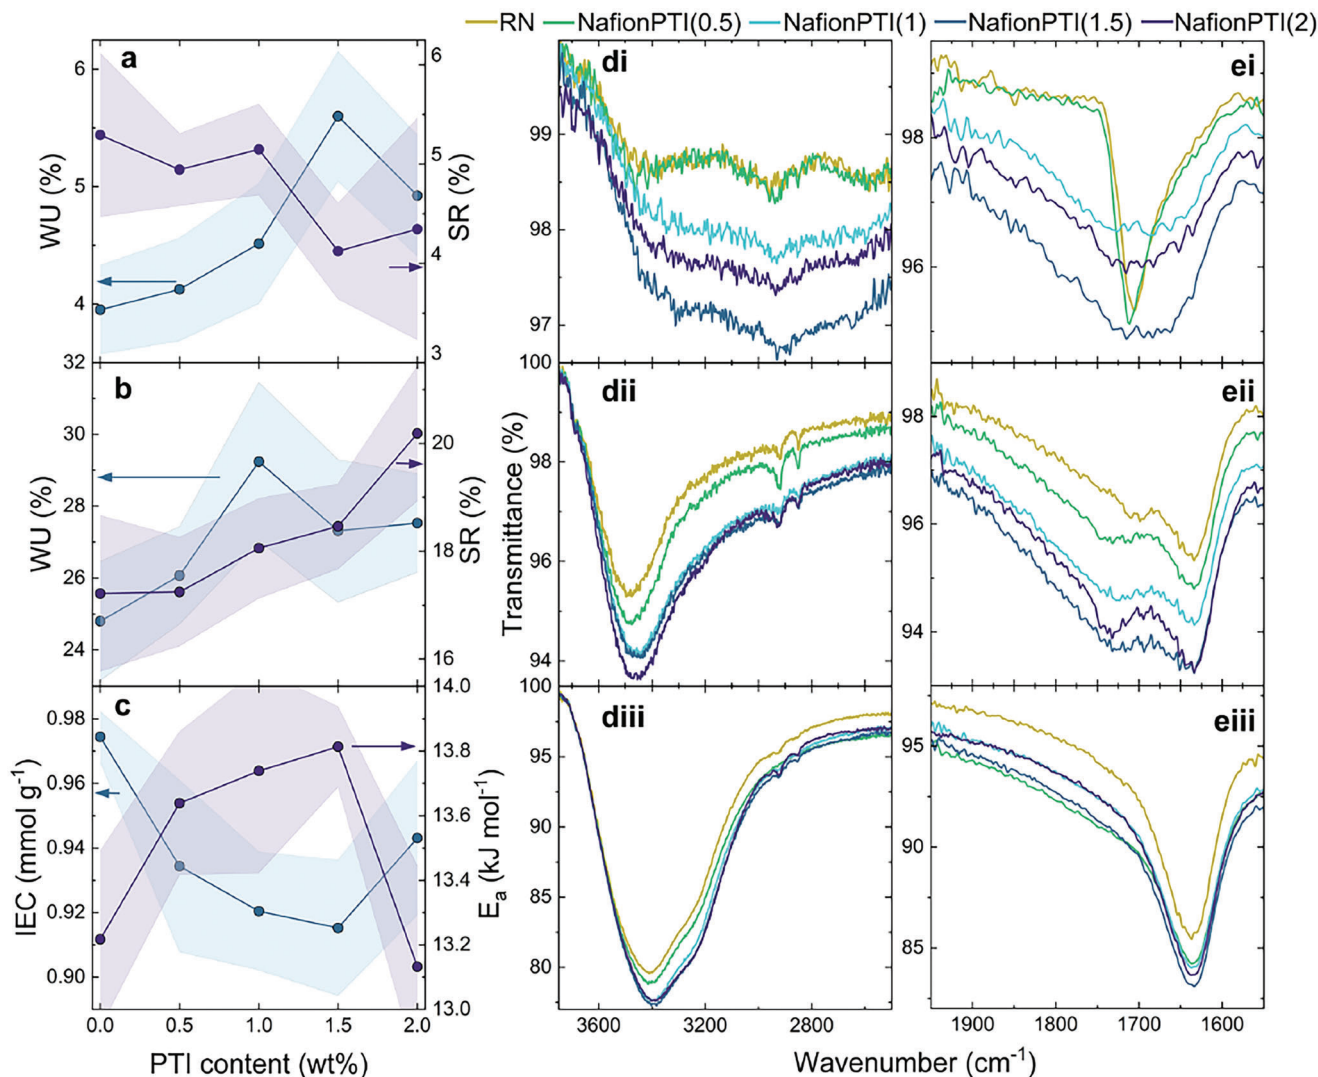 RN NafionPTI(0.5) NafionPTI(1) NafionPTI(1.5) NafionPTI(2)
a
WU (%)
6
5
4
32
SR (%)
6
5
4
3
b
WU (%)
32
30
28
26
24
SR (%)
20
18
16
14.0
c
IEC (mmol g⁻¹)
0.98
0.96
0.94
0.92
0.90
Eₐ (kJ mol⁻¹)
13.8
13.6
13.4
13.2
13.0
0.0 0.5 1.0 1.5 2.0
PTI content (wt%)
di
99
98
97
100
dii
Transmittance (%)
98
96
94
100
diii
95
90
85
80
3600 3200 2800
ei
98
96
eii
98
96
94
eiii
95
90
85
1900 1800 1700 1600
Wavenumber (cm⁻¹)